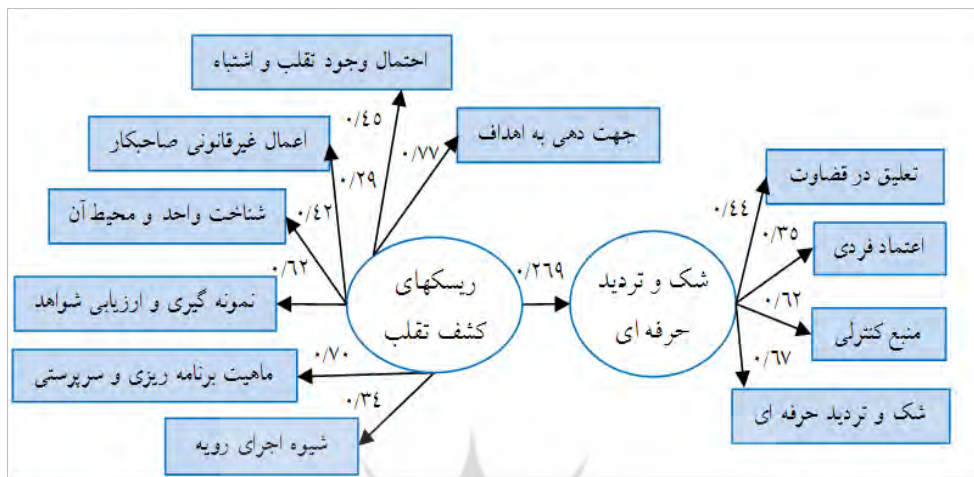 احتمال وجود تقلب و اشتباه
جهت دهی به اهداف
۰/۴۵
۰/۷۷
اعمال غیرقانونی صاحبکار
۰/۲۹
شناخت واحد و محیط آن
۰/۴۲
نمونه گیری و ارزیابی شواهد
۰/۶۲
ماهیت برنامه ریزی و سرپرستی
۰/۷۰
شیوه اجرای رویه
۰/۳۴
ریسکهای
کشف تقلب
۰/۲۶۹
شک و تردید
حرفه ای
تعلیق در قضاوت
۰/۴۴
اعتماد فردی
۰/۳۵
منبع کنترلی
۰/۶۲
شک و تردید حرفه ای
۰/۶۷